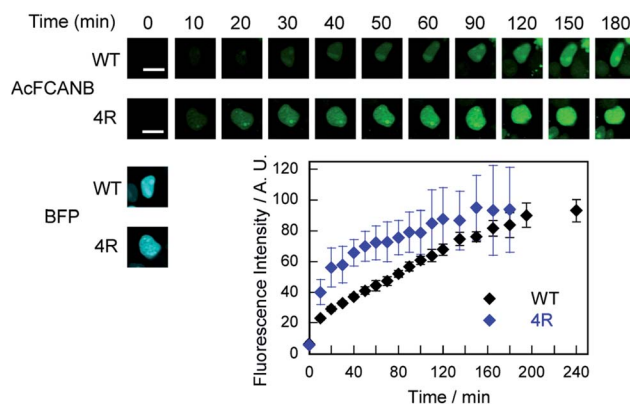 Time (min) 0 10 20 30 40 50 60 90 120 150 180
WT
AcFCANB
4R
WT
BFP
4R
Fluorescence Intensity / A. U.
120
100
80
60
40
20
0
WT
4R
0 40 80 120 160 200 240
Time / min